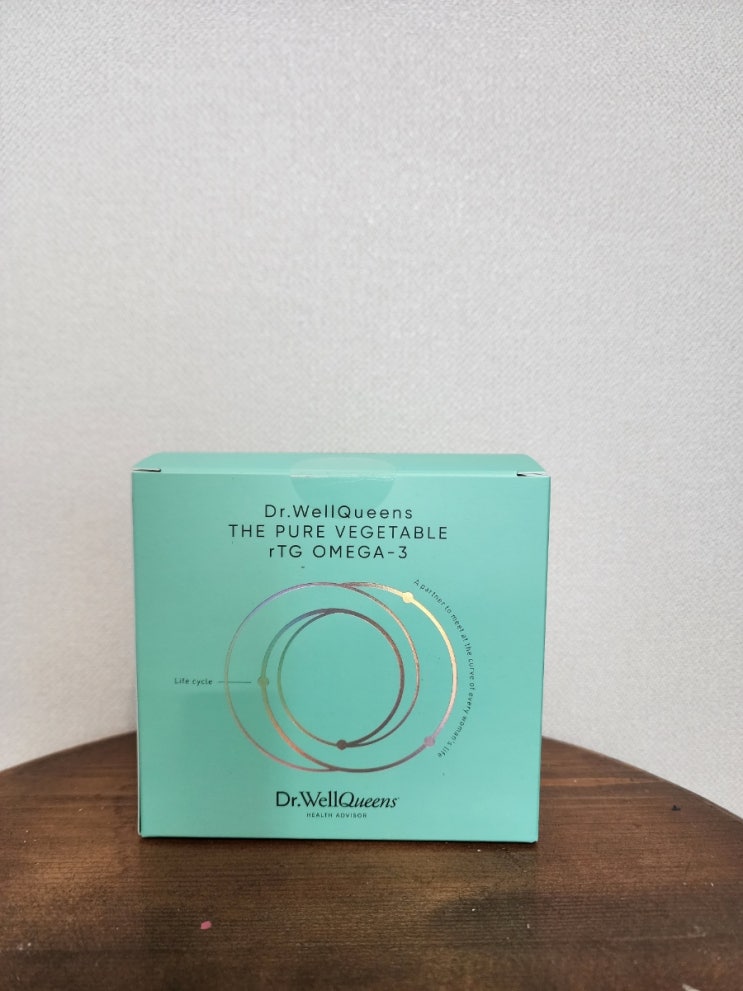 Dr.WellQueens
THE PURE VEGETABLE
rTG OMEGA-3
A partner to meet at the curve of every woman's life
Life cycle
Dr.WellQueens
HEALTH ADVISOR